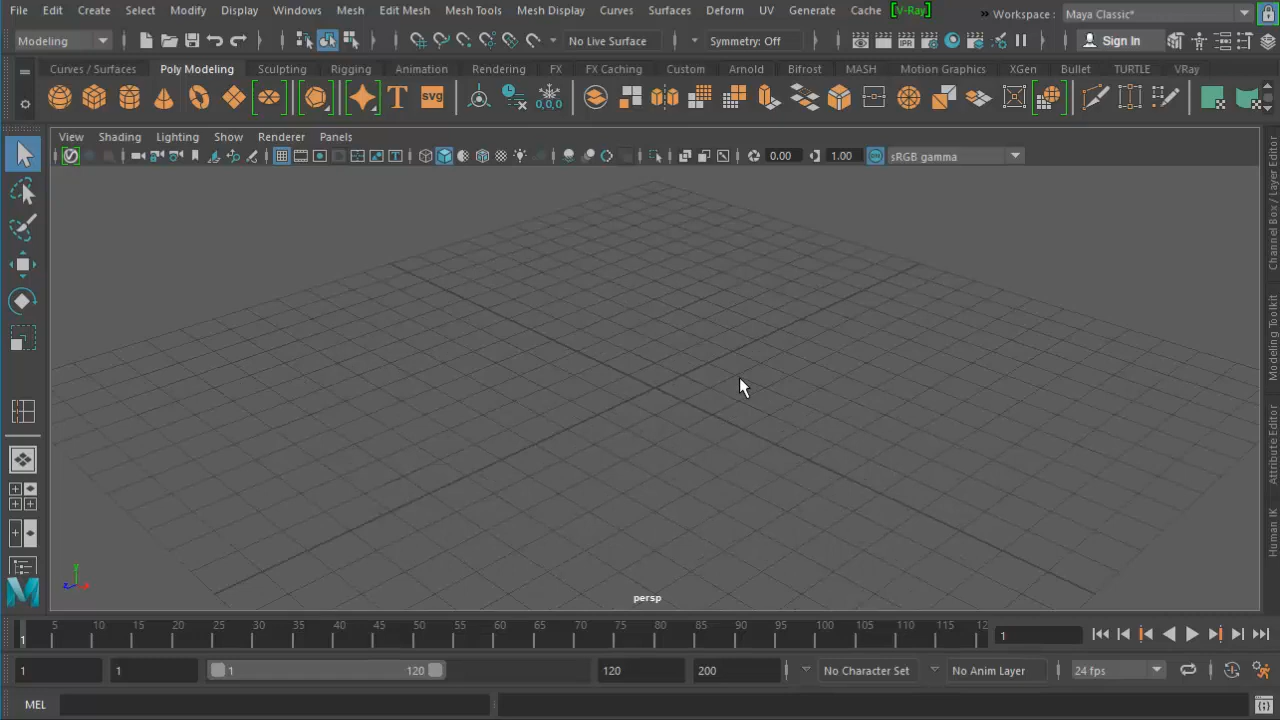 File Edit Create Select Modify Display Windows Mesh Edit Mesh Mesh Tools Mesh Display Curves Surfaces Deform UV Generate Cache [V-Ray] » Workspace : Maya Classic*
Modeling No Live Surface Symmetry: Off Sign In
Curves / Surfaces Poly Modeling Sculpting Rigging Animation Rendering FX FX Caching Custom Arnold Bifrost MASH Motion Graphics XGen Bullet TURTLE VRay
T svg 0,0,0
View Shading Lighting Show Renderer Panels
0.00 1.00 sRGB gamma
Channel Box / Layer Editor
Modeling Toolkit
Attribute Editor
Human IK
y
z
persp
5 10 15 20 25 30 35 40 45 50 55 60 65 70 75 80 85 90 95 100 105 110 115 12
1 1
1 1 1 120 120 200 No Character Set No Anim Layer 24 fps
MEL